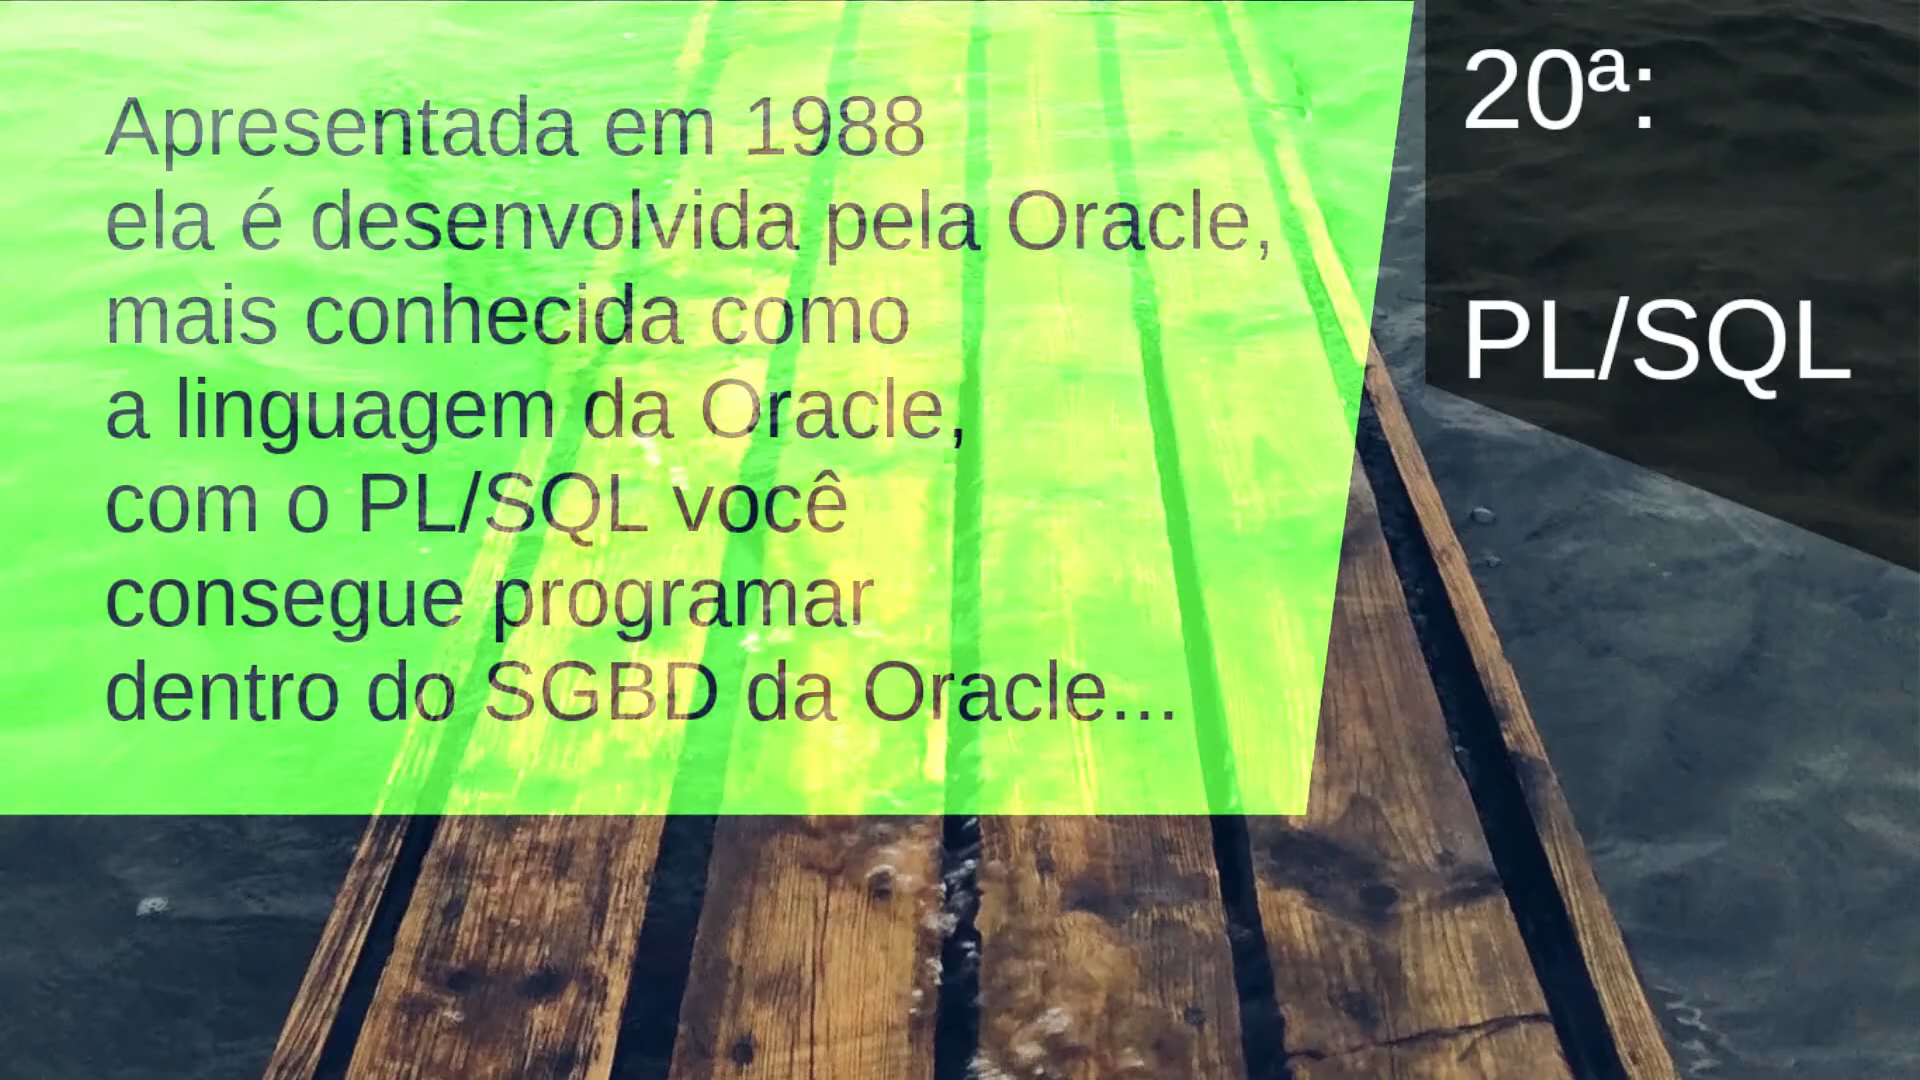 Apresentada em 1988
ela é desenvolvida pela Oracle,
mais conhecida como
a linguagem da Oracle,
com o PL/SQL você
consegue programar
dentro do SGBD da Oracle...
20ª:
PL/SQL